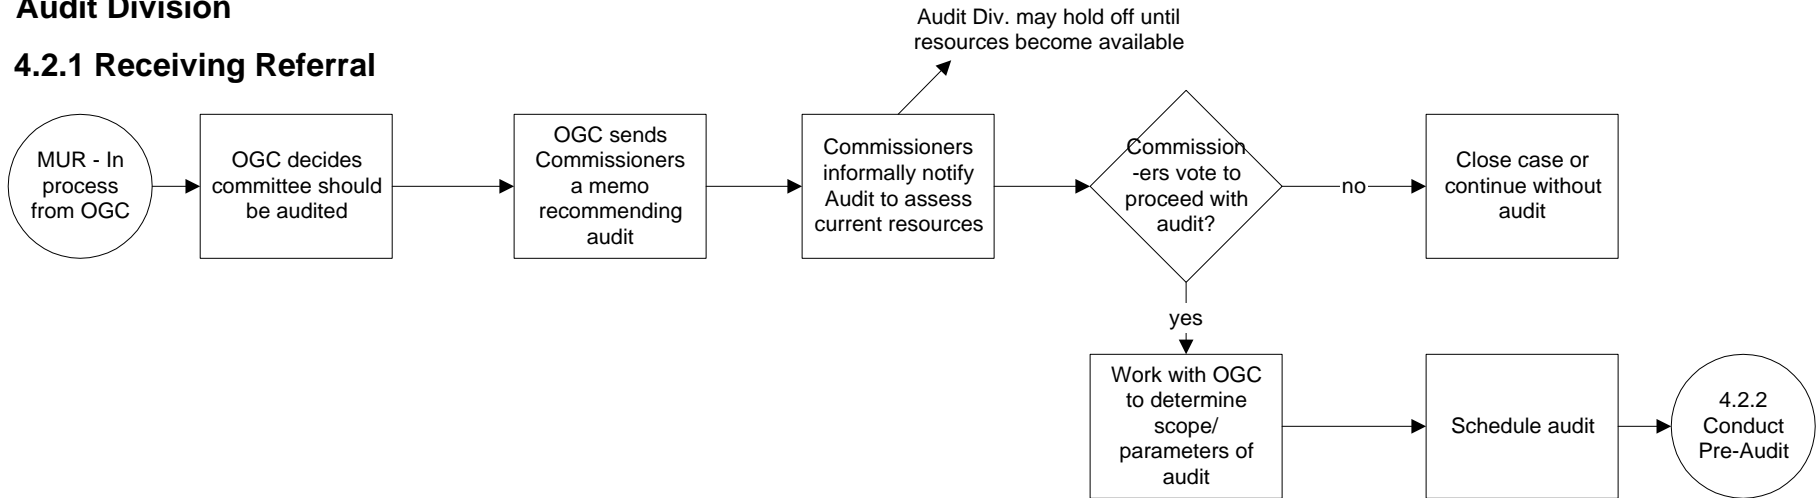 Audit Division
4.2.1 Receiving Referral
Audit Div. may hold off until
resources become available
MUR - In
process
from OGC
OGC decides
committee should
be audited
OGC sends
Commissioners
a memo
recommending
audit
Commissioners
informally notify
Audit to assess
current resources
Commission
-ers vote to
proceed with
audit?
no
Close case or
continue without
audit
yes
Work with OGC
to determine
scope/
parameters of
audit
Schedule audit
4.2.2
Conduct
Pre-Audit